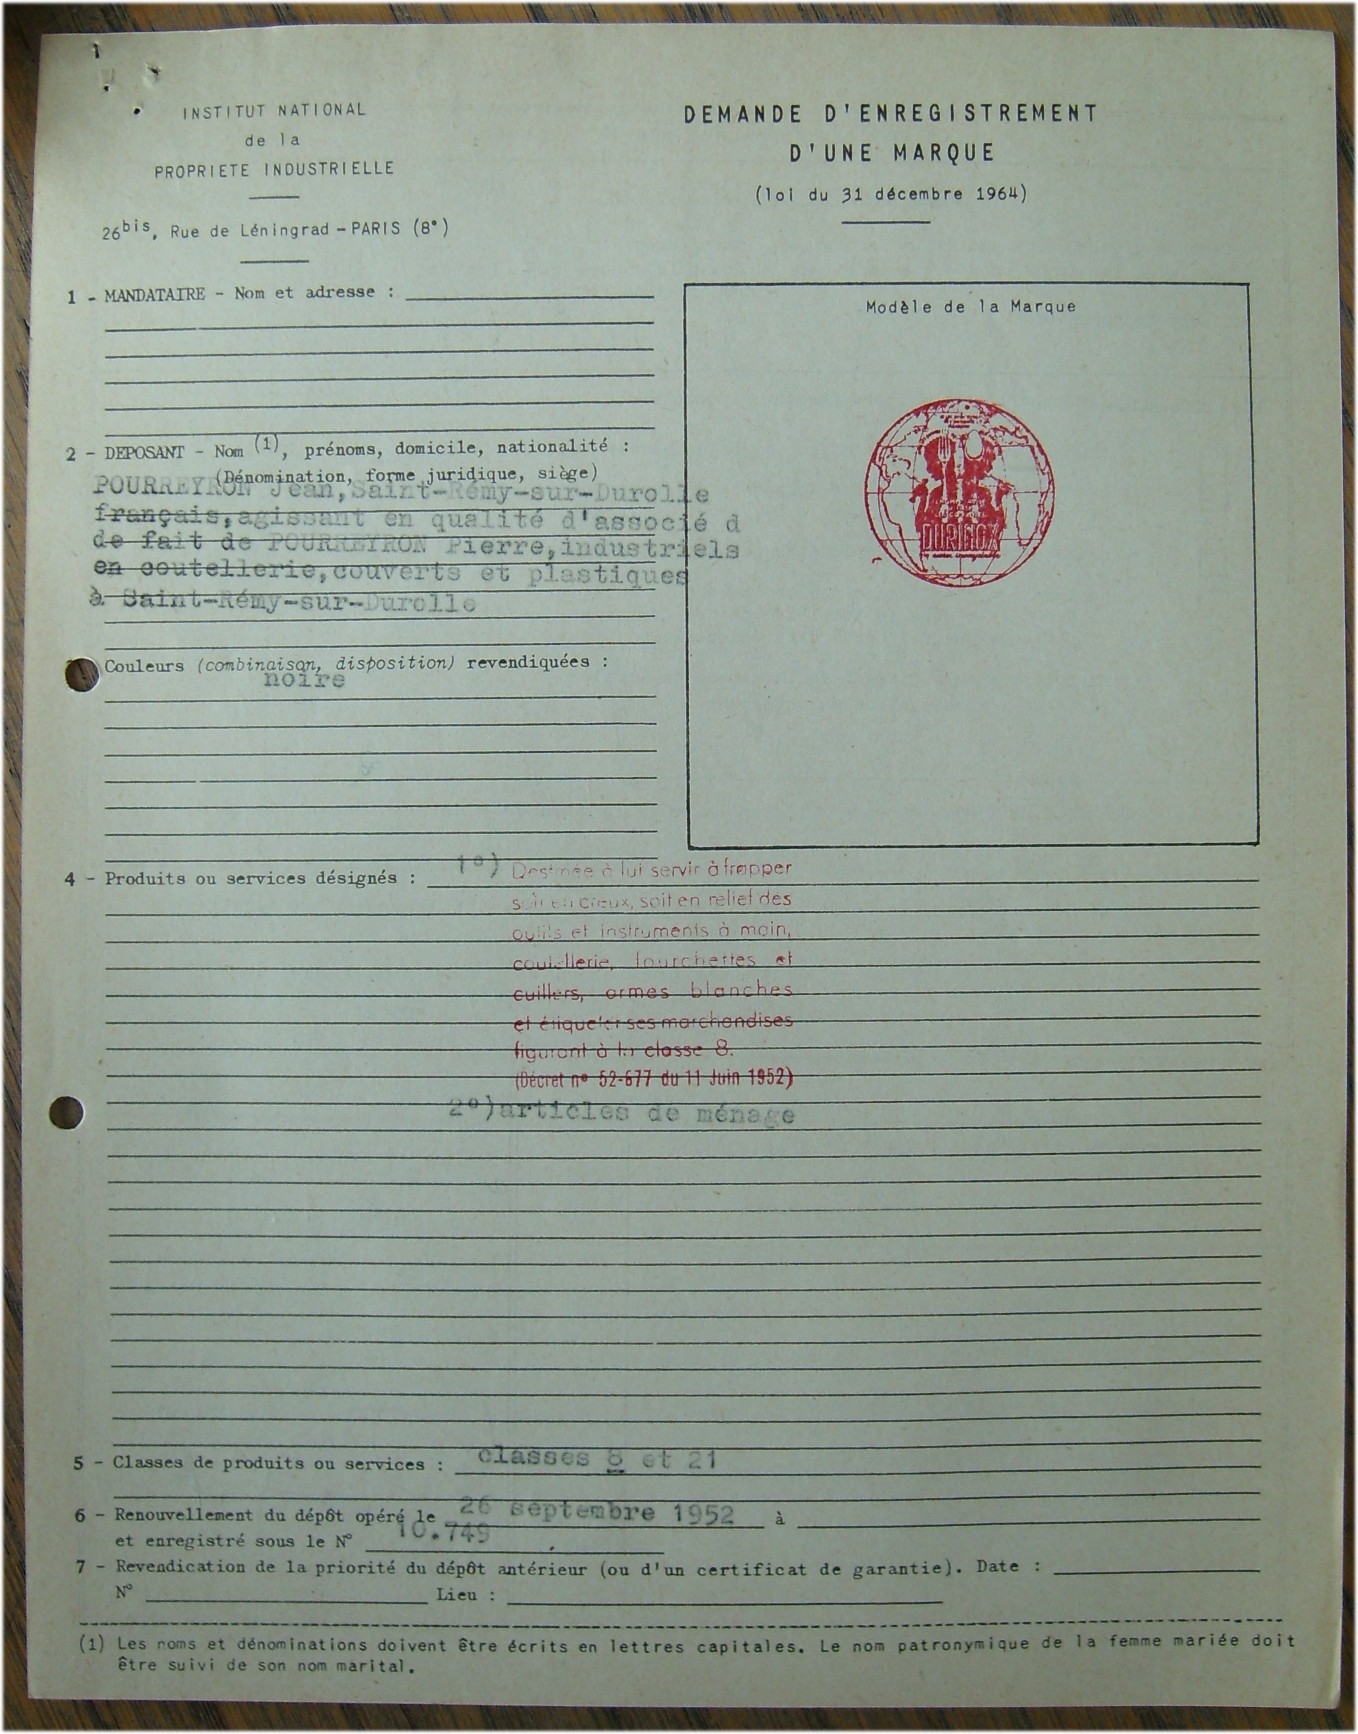 INSTITUT NATIONAL
de la
PROPRIETE INDUSTRIELLE
26bis, Rue de Léningrad - PARIS (8°)
DEMANDE D'ENREGISTREMENT
D'UNE MARQUE
(loi du 31 décembre 1964)
1 - MANDATAIRE - Nom et adresse :
Modèle de la Marque
DURINOX
2 - DEPOSANT - Nom (1), prénoms, domicile, nationalité :
(Dénomination, forme juridique, siège)
POURREYRON Jean,Saint-Rémy-sur-Durolle
français,agissant en qualité d'associé d
de fait de POURREYRON Pierre,industriels
en coutellerie,couverts et plastiques
à Saint-Rémy-sur-Durolle
Couleurs (combinaison, disposition) revendiquées :
noire
4 - Produits ou services désignés :
1°) Destinée à lui servir à frapper
soit en creux, soit en relief des
outils et instruments à main,
coutellerie, fourchettes et
cuillers, armes blanches
et étiqueter ses marchandises
figurant à la classe 8.
(Décret n° 52-677 du 11 Juin 1952)
2°)articles de ménage
5 - Classes de produits ou services : classes 8 et 21
6 - Renouvellement du dépôt opéré le 26 septembre 1952 à
et enregistré sous le N° 10.749
7 - Revendication de la priorité du dépôt antérieur (ou d'un certificat de garantie). Date :
N° Lieu :
(1) Les noms et dénominations doivent être écrits en lettres capitales. Le nom patronymique de la femme mariée doit
être suivi de son nom marital.